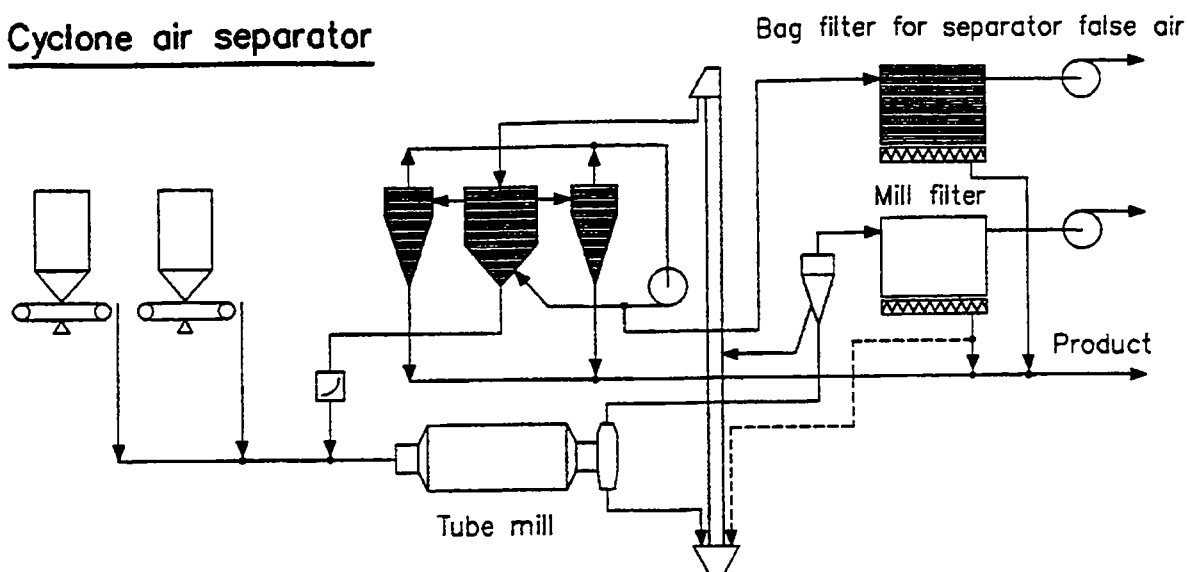 Cyclone air separator
Bag filter for separator false air
Mill filter
Product
Tube mill